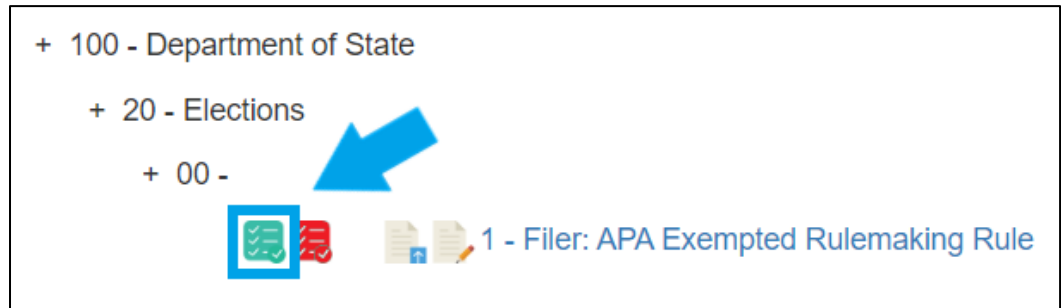 + 100 - Department of State
+ 20 - Elections
+ 00 -
1 - Filer: APA Exempted Rulemaking Rule